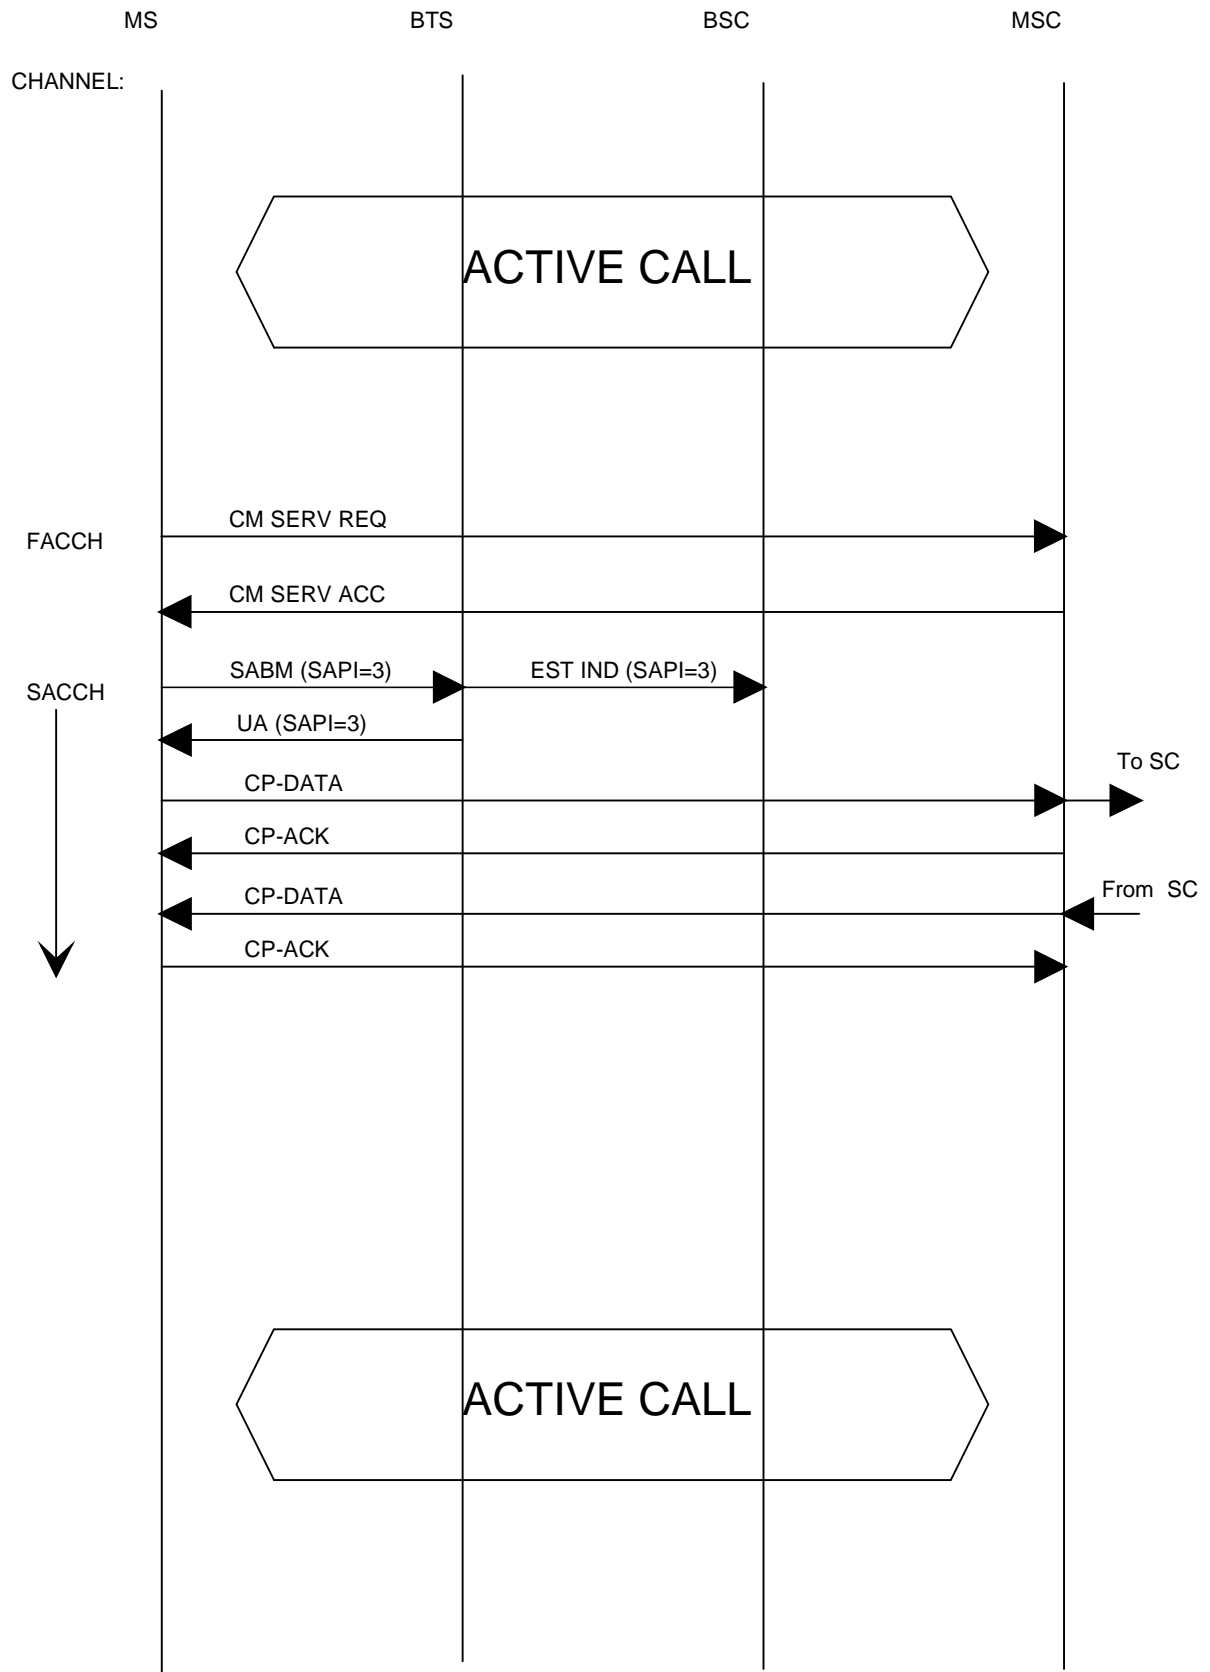 MS BTS BSC MSC
CHANNEL:
ACTIVE CALL
CM SERV REQ
FACCH
CM SERV ACC
SABM (SAPI=3) EST IND (SAPI=3)
SACCH
UA (SAPI=3)
To SC
CP-DATA
CP-ACK
From SC
CP-DATA
CP-ACK
ACTIVE CALL